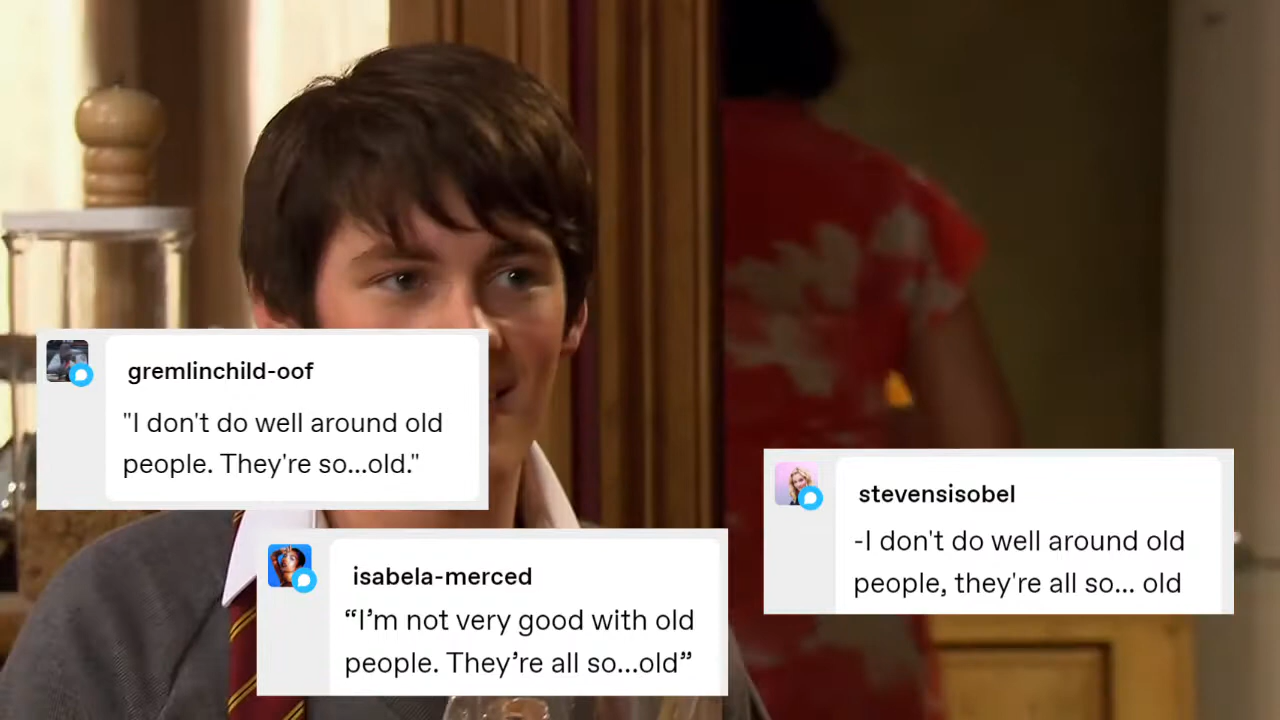 gremlinchild-oof
"I don't do well around old
people. They're so...old."
isabela-merced
“I’m not very good with old
people. They’re all so...old”
stevensisobel
-I don't do well around old
people, they're all so... old